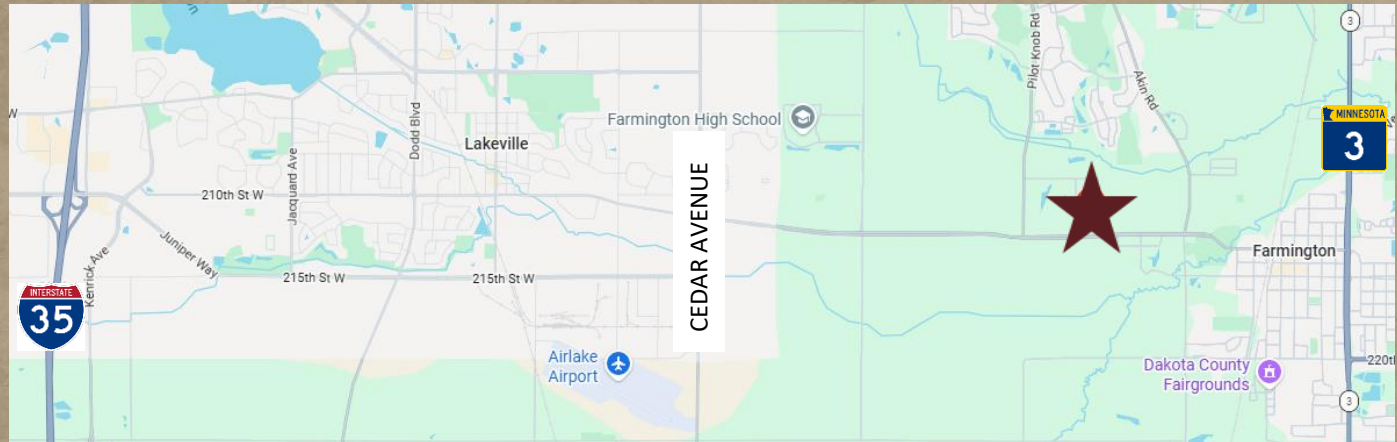 3
Pilot Knob Rd
Akin Rd
Farmington High School
MINNESOTA
3
W
Dodd Blvd
Lakeville
CEDAR AVENUE
Jacquard Ave
210th St W
Juniper Way
Kenrick Ave
215th St W
215th St W
Farmington
INTERSTATE
35
Airlake
Airport
Dakota County
Fairgrounds
3